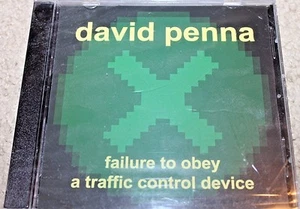 david penna
failure to obey
a traffic control device